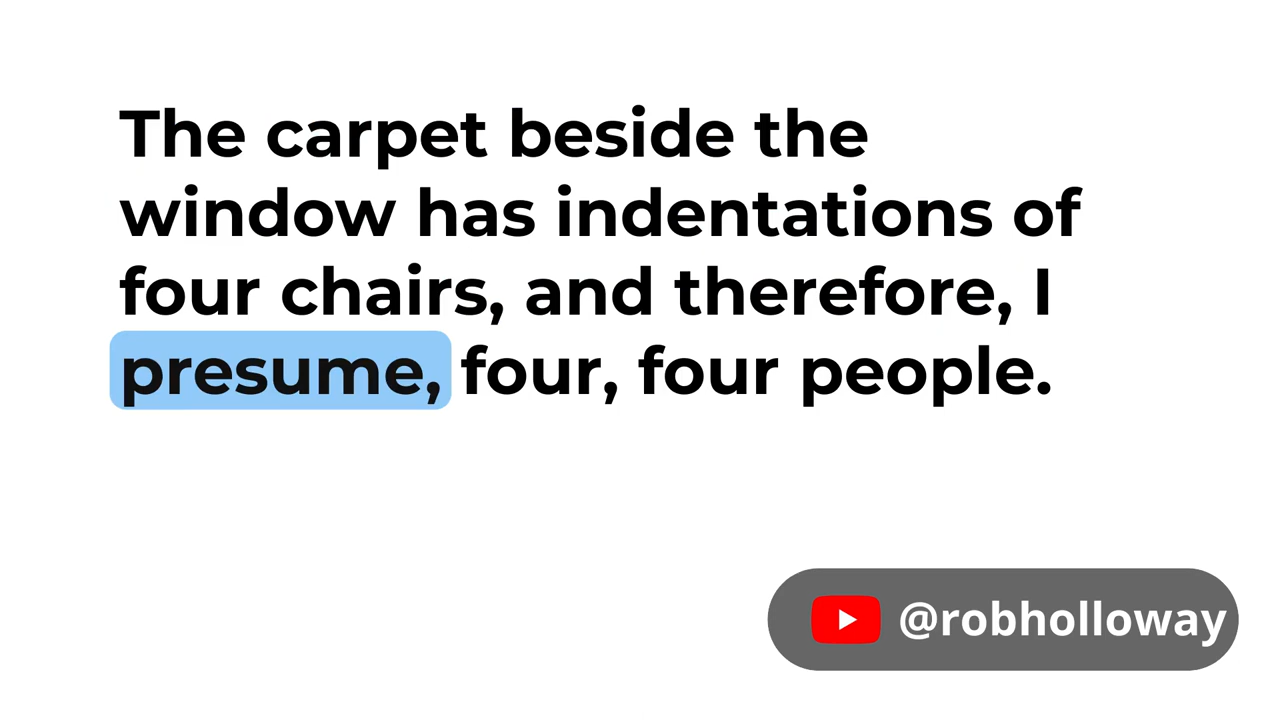 The carpet beside the
window has indentations of
four chairs, and therefore, I
presume, four, four people.
@robholloway